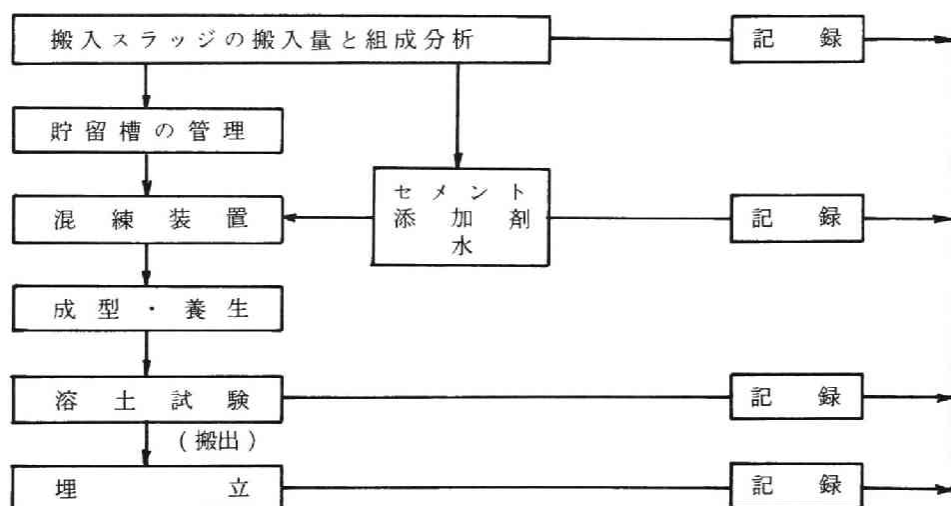 搬入スラッジの搬入量と組成分析
記録
貯留槽の管理
セメント
添加剤
水
混練装置
記録
成型・養生
溶土試験
記録
(搬出)
埋立
記録